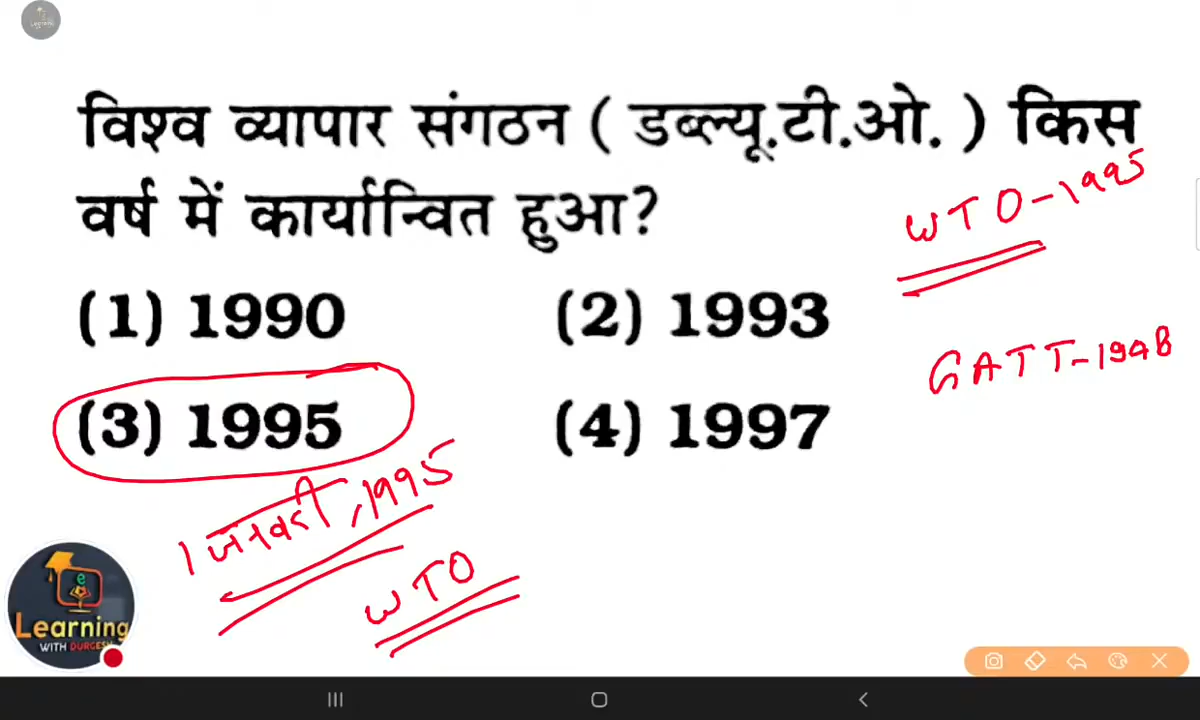 Learning
विश्व व्यापार संगठन ( डब्ल्यू.टी.ओ. ) किस
वर्ष में कार्यान्वित हुआ?
WTO-1995
(1) 1990
(2) 1993
GATT-1948
(3) 1995
(4) 1997
1 जनवरी, 1995
WTO
e
Learning
WITH DURGESH